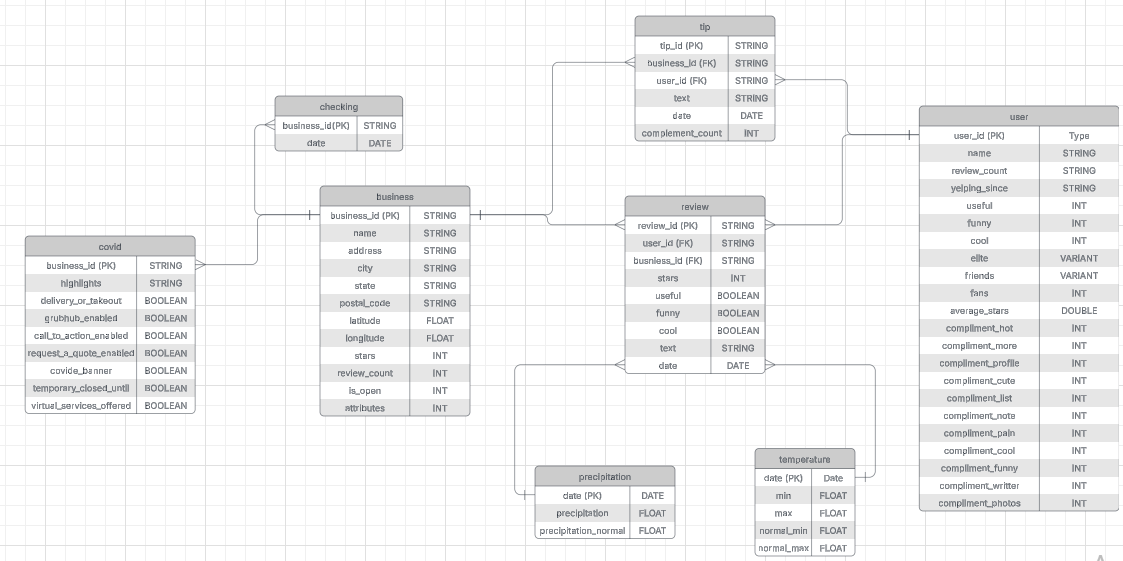 tip
tip_id (PK) STRING
business_id (FK) STRING
user_id (FK) STRING
text STRING
date DATE
complement_count INT
checking
business_id(PK) STRING
date DATE
user
user_id (PK) Type
name STRING
review_count STRING
yelping_since STRING
useful INT
funny INT
cool INT
elite VARIANT
friends VARIANT
fans INT
average_stars DOUBLE
compliment_hot INT
compliment_more INT
compliment_profile INT
compliment_cute INT
compliment_list INT
compliment_note INT
compliment_pain INT
compliment_cool INT
compliment_funny INT
compliment_writter INT
compliment_photos INT
business
business_id (PK) STRING
name STRING
address STRING
city STRING
state STRING
postal_code STRING
latitude FLOAT
longitude FLOAT
stars INT
review_count INT
is_open INT
attributes INT
review
review_id (PK) STRING
user_id (FK) STRING
busniess_id (FK) STRING
stars INT
useful BOOLEAN
funny BOOLEAN
cool BOOLEAN
text STRING
date DATE
covid
business_id (PK) STRING
highlights STRING
delivery_or_takeout BOOLEAN
grubhub_enabled BOOLEAN
call_to_action_enabled BOOLEAN
request_a_quote_enabled BOOLEAN
covide_banner BOOLEAN
temporary_closed_until BOOLEAN
virtual_services_offered BOOLEAN
precipitation
date (PK) DATE
precipitation FLOAT
precipitation_normal FLOAT
temperature
date (PK) Date
min FLOAT
max FLOAT
normal_min FLOAT
normal_max FLOAT